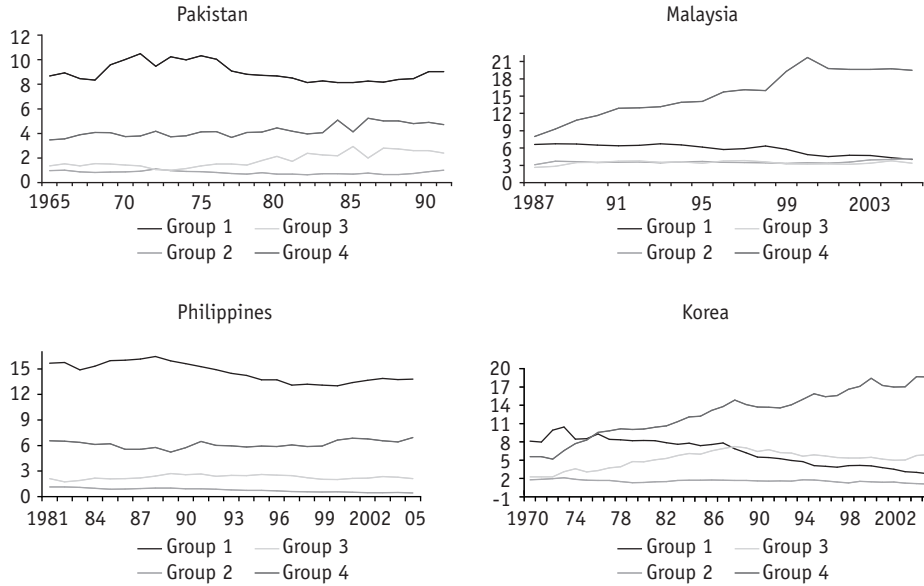 Pakistan
12
10
8
6
4
2
0
1965 70 75 80 85 90
Group 1 Group 3
Group 2 Group 4
Malaysia
21
18
15
12
9
6
3
0
1987 91 95 99 2003
Group 1 Group 3
Group 2 Group 4
Philippines
15
12
9
6
3
0
1981 84 87 90 93 96 99 2002 05
Group 1 Group 3
Group 2 Group 4
Korea
20
17
14
11
8
5
2
-1
1970 74 78 82 86 90 94 98 2002
Group 1 Group 3
Group 2 Group 4